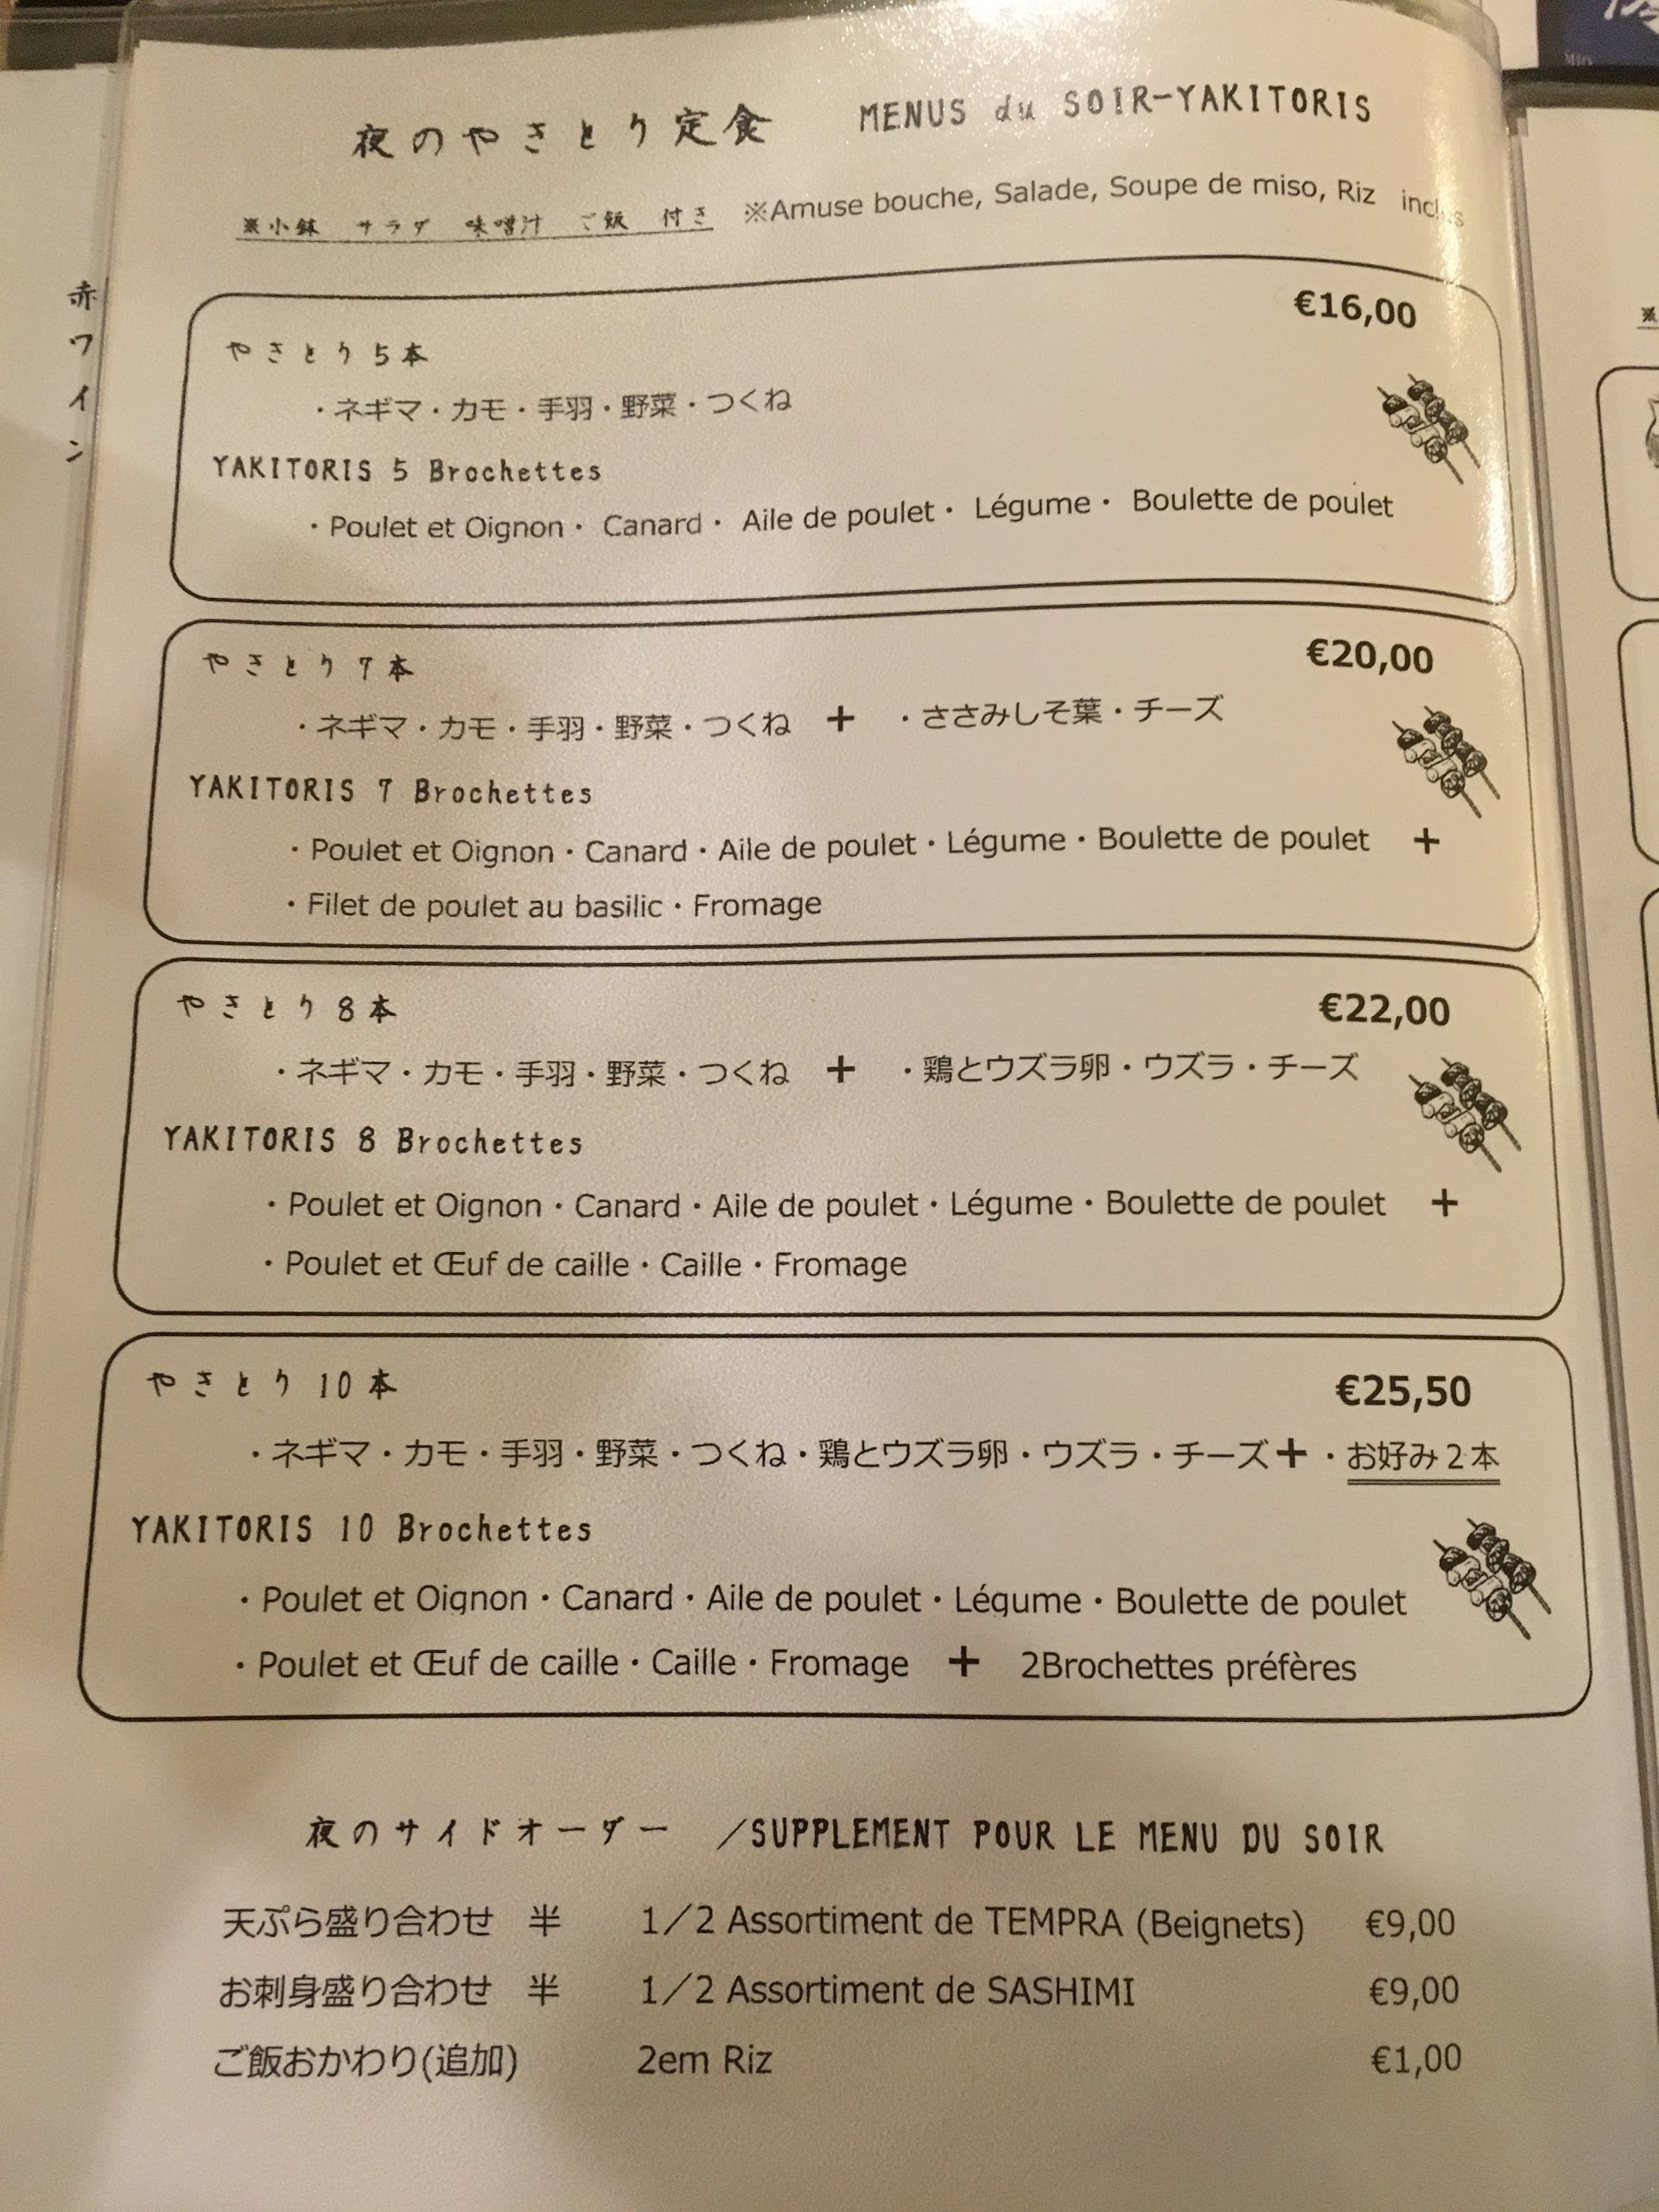 夜のやきとり定食 MENUS du SOIR-YAKITORIS
※小鉢 サラダ 味噌汁 ご飯 付き ※Amuse bouche, Salade, Soupe de miso, Riz inclus
赤ワイン
€16,00
やきとり5本
・ネギマ・カモ・手羽・野菜・つくね
YAKITORIS 5 Brochettes
・Poulet et Oignon・ Canard・ Aile de poulet・ Légume・ Boulette de poulet
€20,00
やきとり7本
・ネギマ・カモ・手羽・野菜・つくね + ・ささみしそ葉・チーズ
YAKITORIS 7 Brochettes
・Poulet et Oignon・Canard・Aile de poulet・Légume・Boulette de poulet +
・Filet de poulet au basilic・Fromage
€22,00
やきとり8本
・ネギマ・カモ・手羽・野菜・つくね + ・鶏とウズラ卵・ウズラ・チーズ
YAKITORIS 8 Brochettes
・Poulet et Oignon・Canard・Aile de poulet・Légume・Boulette de poulet +
・Poulet et Œuf de caille・Caille・Fromage
€25,50
やきとり10本
・ネギマ・カモ・手羽・野菜・つくね・鶏とウズラ卵・ウズラ・チーズ+・お好み2本
YAKITORIS 10 Brochettes
・Poulet et Oignon・Canard・Aile de poulet・Légume・Boulette de poulet
・Poulet et Œuf de caille・Caille・Fromage + 2Brochettes préfères
夜のサイドオーダー /SUPPLEMENT POUR LE MENU DU SOIR
天ぷら盛り合わせ 半 1/2 Assortiment de TEMPRA (Beignets) €9,00
お刺身盛り合わせ 半 1/2 Assortiment de SASHIMI €9,00
ご飯おかわり(追加) 2em Riz €1,00